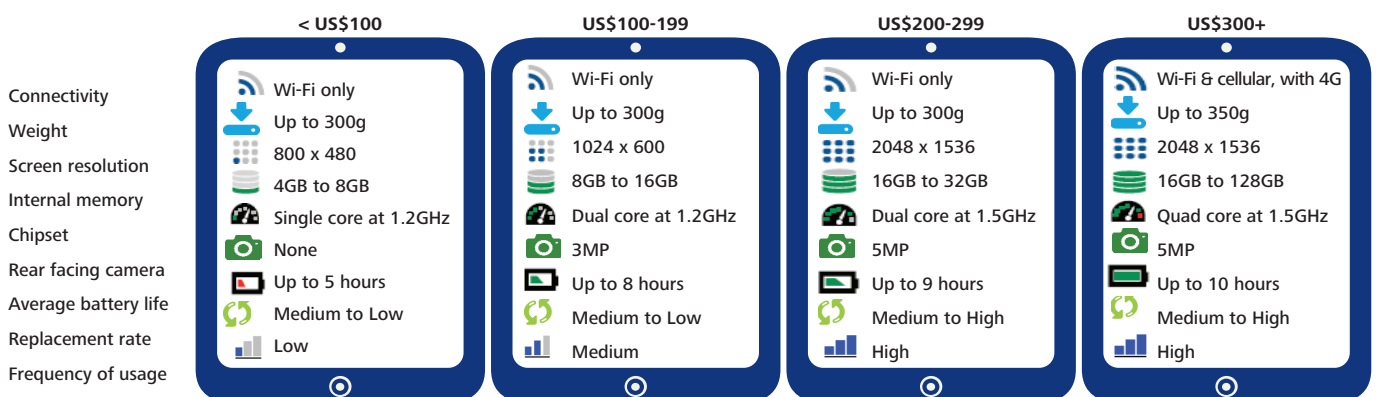 < US$100
US$100-199
US$200-299
US$300+
Connectivity
Weight
Screen resolution
Internal memory
Chipset
Rear facing camera
Average battery life
Replacement rate
Frequency of usage
Wi-Fi only
Up to 300g
800 x 480
4GB to 8GB
Single core at 1.2GHz
None
Up to 5 hours
Medium to Low
Low
Wi-Fi only
Up to 300g
1024 x 600
8GB to 16GB
Dual core at 1.2GHz
3MP
Up to 8 hours
Medium to Low
Medium
Wi-Fi only
Up to 300g
2048 x 1536
16GB to 32GB
Dual core at 1.5GHz
5MP
Up to 9 hours
Medium to High
High
Wi-Fi & cellular, with 4G
Up to 350g
2048 x 1536
16GB to 128GB
Quad core at 1.5GHz
5MP
Up to 10 hours
Medium to High
High